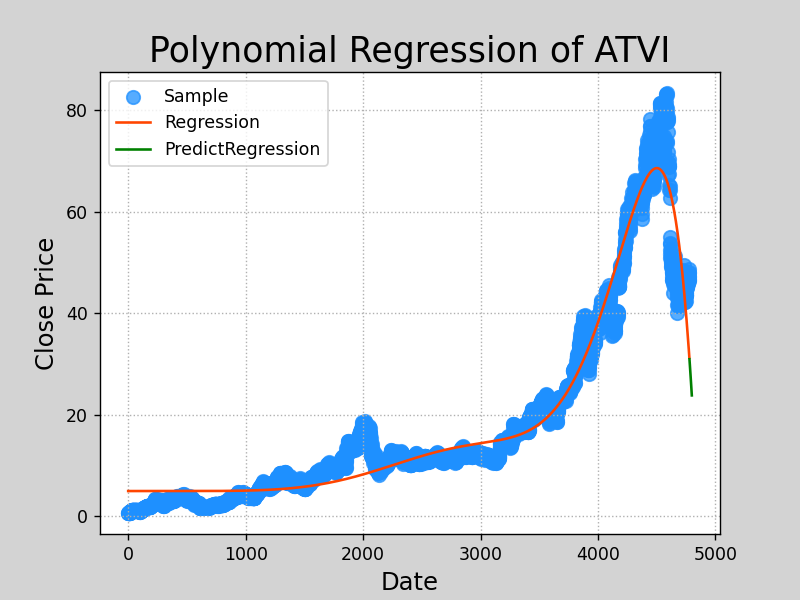 Polynomial Regression of ATVI
Sample
Regression
PredictRegression
80
60
40
20
0
Close Price
0 1000 2000 3000 4000 5000
Date